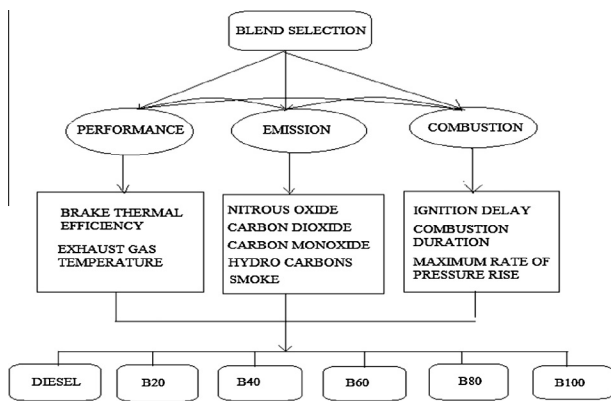 BLEND SELECTION
PERFORMANCE
EMISSION
COMBUSTION
BRAKE THERMAL
EFFICIENCY
EXHAUST GAS
TEMPERATURE
NITROUS OXIDE
CARBON DIOXIDE
CARBON MONOXIDE
HYDRO CARBONS
SMOKE
IGNITION DELAY
COMBUSTION
DURATION
MAXIMUM RATE OF
PRESSURE RISE
DIESEL
B20
B40
B60
B80
B100